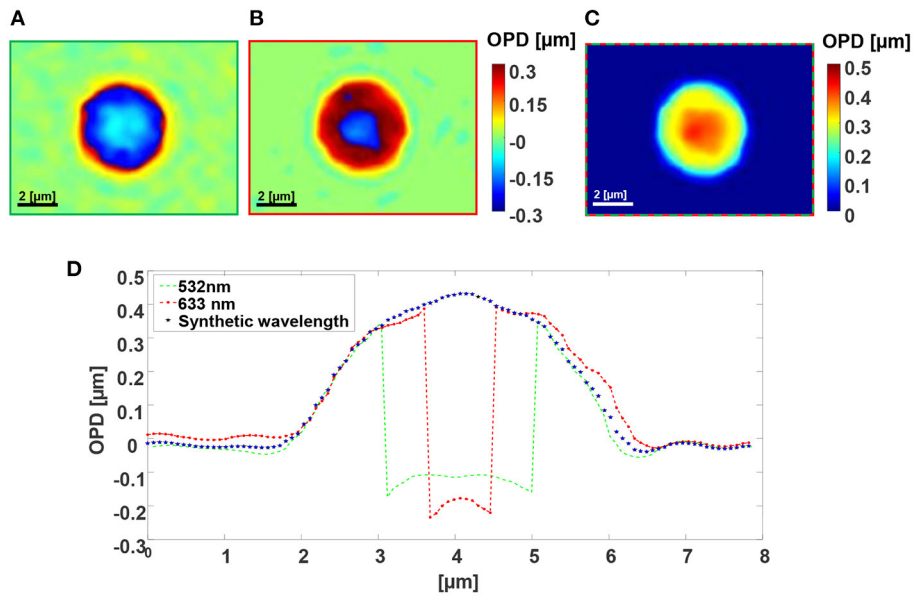 A
B
C
OPD [µm]
OPD [µm]
0.3
0.15
-0
-0.15
-0.3
0.5
0.4
0.3
0.2
0.1
0
2 [µm]
2 [µm]
2 [µm]
D
0.5
0.4
0.3
0.2
0.1
0
-0.1
-0.2
-0.3
OPD [µm]
532nm
633 nm
Synthetic wavelength
0
1
2
3
4
5
6
7
8
[µm]